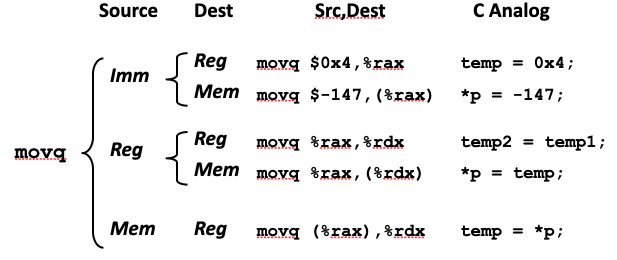 Source Dest Src,Dest C Analog
Imm Reg movq $0x4,%rax temp = 0x4;
Mem movq $-147,(%rax) *p = -147;
movq Reg Reg movq %rax,%rdx temp2 = temp1;
Mem movq %rax,(%rdx) *p = temp;
Mem Reg movq (%rax),%rdx temp = *p;